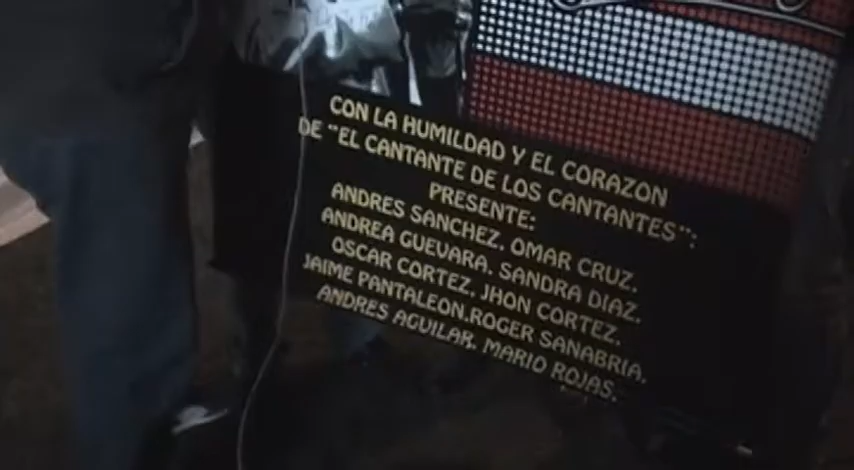 CON LA HUMILDAD Y EL CORAZON
DE "EL CANTANTE DE LOS CANTANTES":
PRESENTE:
ANDRES SANCHEZ, OMAR CRUZ,
ANDREA GUEVARA, SANDRA DIAZ,
OSCAR CORTEZ, JHON CORTEZ,
JAIME PANTALEON,ROGER SANABRIA,
ANDRES AGUILAR, MARIO ROJAS,